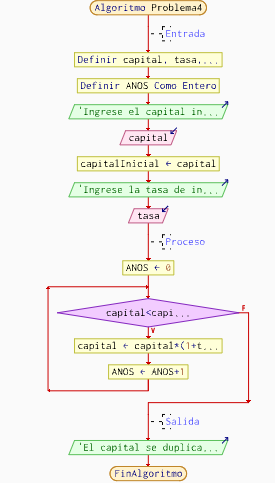 Algoritmo Problema4
Entrada
Definir capital, tasa,...
Definir ANOS Como Entero
'Ingrese el capital in...
capital
capitalInicial ← capital
'Ingrese la tasa de in...
tasa
Proceso
ANOS ← 0
capital<capi...
F
V
capital ← capital*(1+t...
ANOS ← ANOS+1
Salida
'El capital se duplica...
FinAlgoritmo